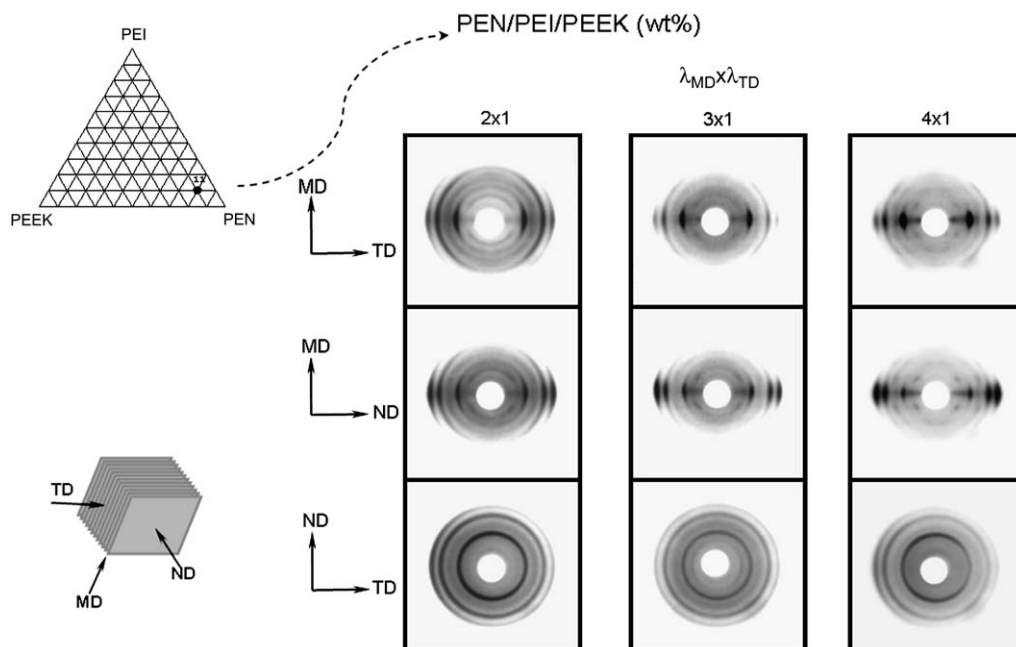 PEN/PEI/PEEK (wt%)
PEI
λMDxλTD
2x1
3x1
4x1
11
PEEK
PEN
MD
TD
MD
ND
ND
TD
TD
ND
MD